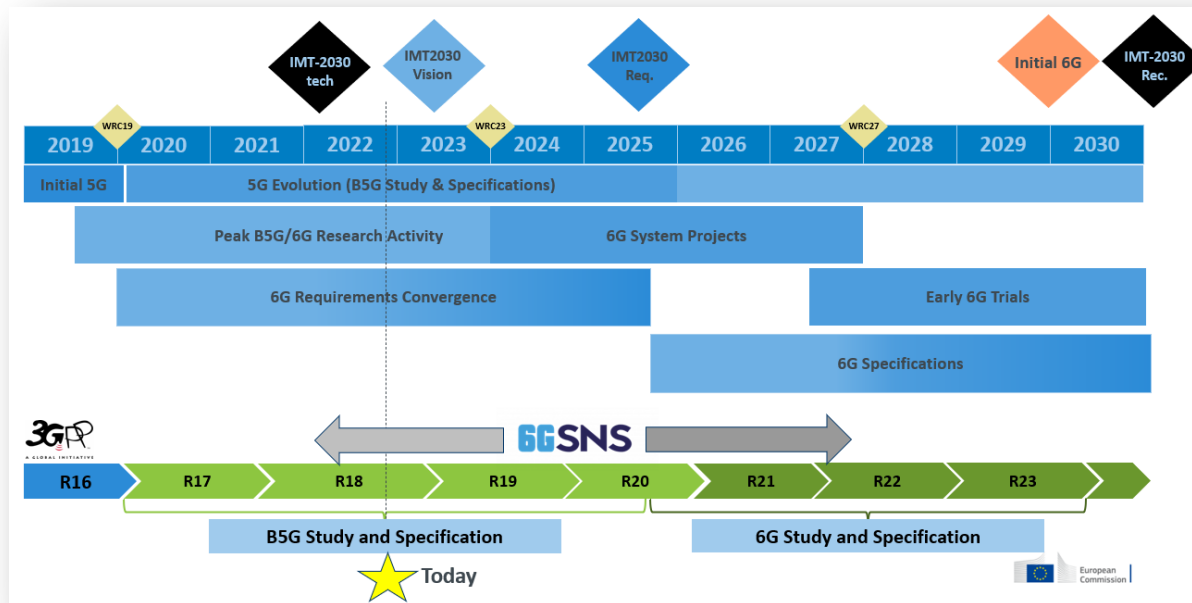 IMT-2030
tech
IMT2030
Vision
IMT2030
Req.
Initial 6G
IMT-2030
Rec.
WRC19
WRC23
WRC27
2019 2020 2021 2022 2023 2024 2025 2026 2027 2028 2029 2030
Initial 5G 5G Evolution (B5G Study & Specifications)
Peak B5G/6G Research Activity 6G System Projects
6G Requirements Convergence Early 6G Trials
6G Specifications
3GPP
A GLOBAL INITIATIVE
6GSNS
R16 R17 R18 R19 R20 R21 R22 R23
B5G Study and Specification 6G Study and Specification
Today
European
Commission